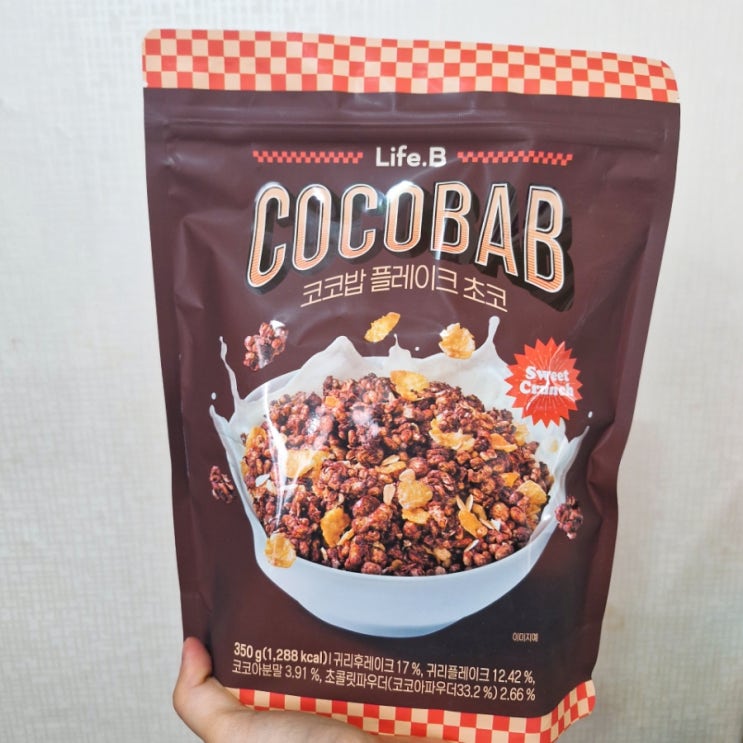 Life.B
COCOBAB
코코밥 플레이크 초코
Sweet
Crunch
이미지예
350 g(1,288 kcal) | 귀리후레이크 17 %, 귀리플레이크 12.42 %,
코코아분말 3.91 %, 초콜릿파우더(코코아파우더33.2 %) 2.66 %